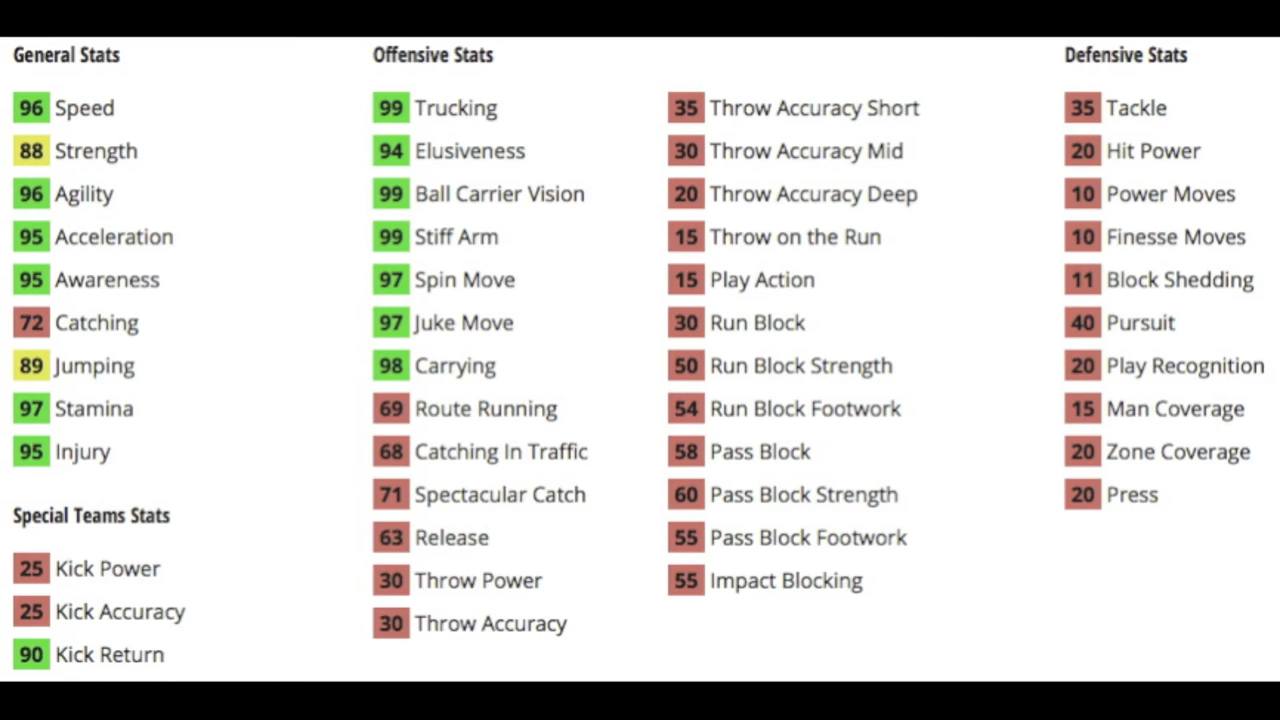 General Stats
96 Speed
88 Strength
96 Agility
95 Acceleration
95 Awareness
72 Catching
89 Jumping
97 Stamina
95 Injury
Special Teams Stats
25 Kick Power
25 Kick Accuracy
90 Kick Return
Offensive Stats
99 Trucking
94 Elusiveness
99 Ball Carrier Vision
99 Stiff Arm
97 Spin Move
97 Juke Move
98 Carrying
69 Route Running
68 Catching In Traffic
71 Spectacular Catch
63 Release
30 Throw Power
30 Throw Accuracy
35 Throw Accuracy Short
30 Throw Accuracy Mid
20 Throw Accuracy Deep
15 Throw on the Run
15 Play Action
30 Run Block
50 Run Block Strength
54 Run Block Footwork
58 Pass Block
60 Pass Block Strength
55 Pass Block Footwork
55 Impact Blocking
Defensive Stats
35 Tackle
20 Hit Power
10 Power Moves
10 Finesse Moves
11 Block Shedding
40 Pursuit
20 Play Recognition
15 Man Coverage
20 Zone Coverage
20 Press